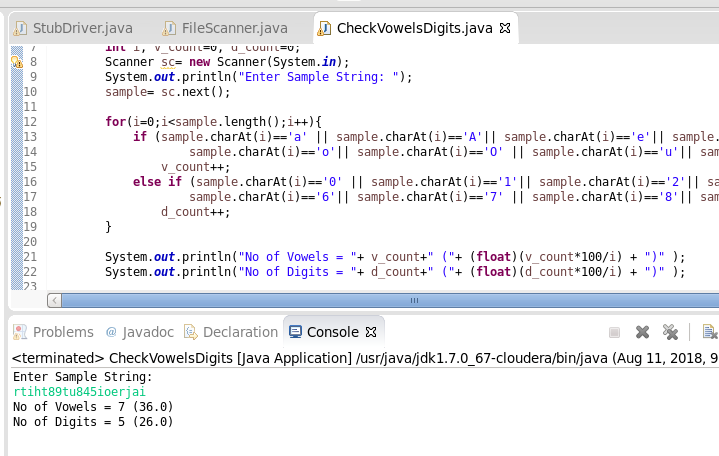 StubDriver.java FileScanner.java CheckVowelsDigits.java
7 int i, v_count=0, d_count=0;
8 Scanner sc= new Scanner(System.in);
9 System.out.println("Enter Sample String: ");
10 sample= sc.next();
11
12 for(i=0;i<sample.length();i++){
13 if (sample.charAt(i)=='a' || sample.charAt(i)=='A'|| sample.charAt(i)=='e'|| sample.
14 sample.charAt(i)=='o'|| sample.charAt(i)=='O' || sample.charAt(i)=='u'|| sam
15 v_count++;
16 else if (sample.charAt(i)=='0' || sample.charAt(i)=='1'|| sample.charAt(i)=='2'|| sa
17 sample.charAt(i)=='6'|| sample.charAt(i)=='7' || sample.charAt(i)=='8'|| sam
18 d_count++;
19 }
20
21 System.out.println("No of Vowels = "+ v_count+" ("+ (float)(v_count*100/i) + ")" );
22 System.out.println("No of Digits = "+ d_count+" ("+ (float)(d_count*100/i) + ")" );
23
Problems @ Javadoc Declaration Console
<terminated> CheckVowelsDigits [Java Application] /usr/java/jdk1.7.0_67-cloudera/bin/java (Aug 11, 2018, 9
Enter Sample String:
rtiht89tu845ioerjai
No of Vowels = 7 (36.0)
No of Digits = 5 (26.0)